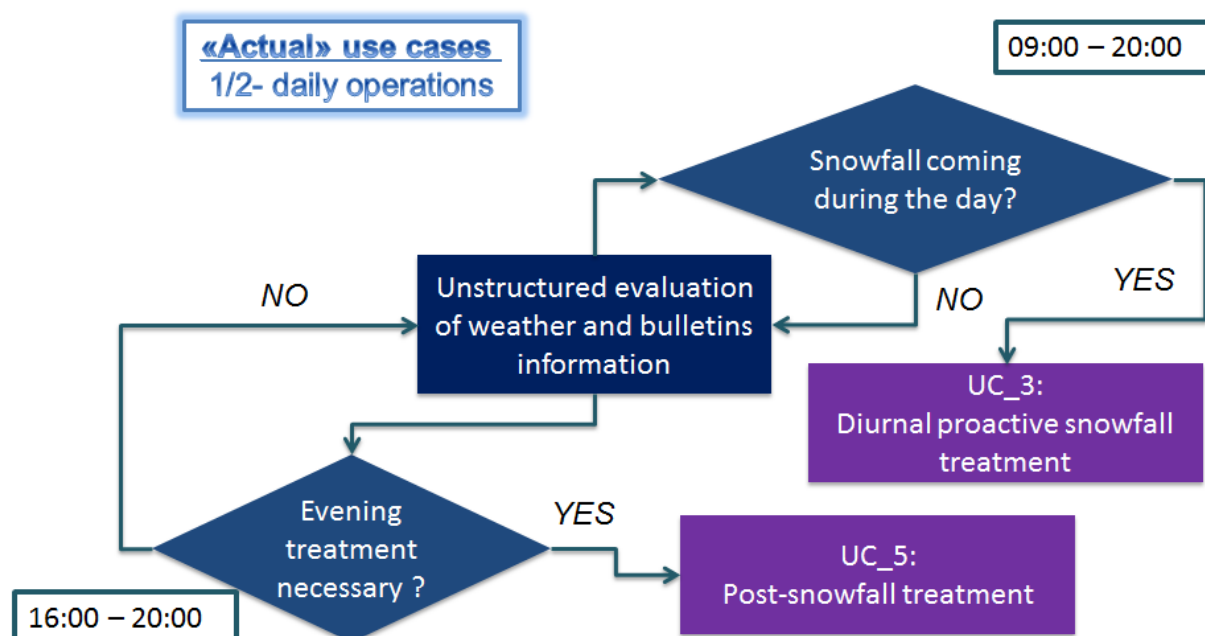 «Actual» use cases
1/2- daily operations
09:00 – 20:00
Snowfall coming
during the day?
NO
Unstructured evaluation
of weather and bulletins
information
NO
YES
UC_3:
Diurnal proactive snowfall
treatment
Evening
treatment
necessary ?
YES
UC_5:
Post-snowfall treatment
16:00 – 20:00